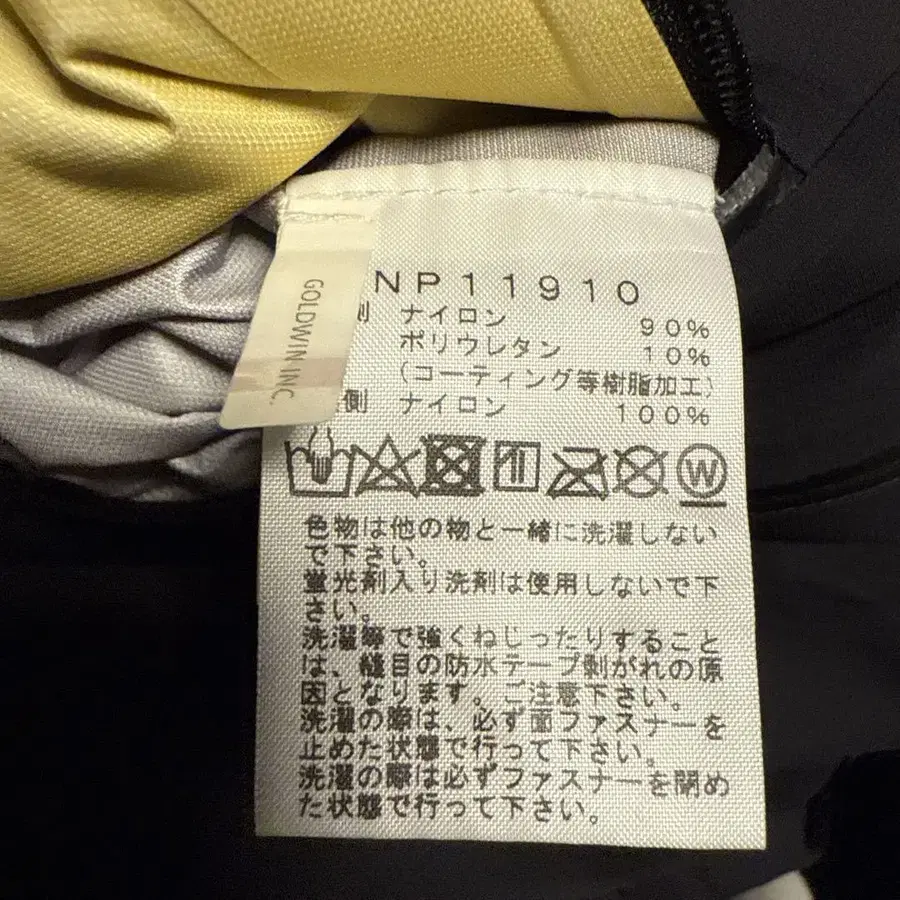 NP11910
GOLDWIN INC.
側 ナイロン 90%
ポリウレタン 10%
(コーティング等樹脂加工)
側 ナイロン 100%
W
色物は他の物と一緒に洗濯しない
で下さい。
蛍光剤入り洗剤は使用しないで下
さい。
洗濯等で強くねじったりすること
は、縫目の防水テープ剥がれの原
因となります。ご注意下さい。
洗濯の際は、必ず面ファスナーを
止めた状態で行って下さい。
洗濯の際は必ずファスナーを閉め
た状態で行って下さい。